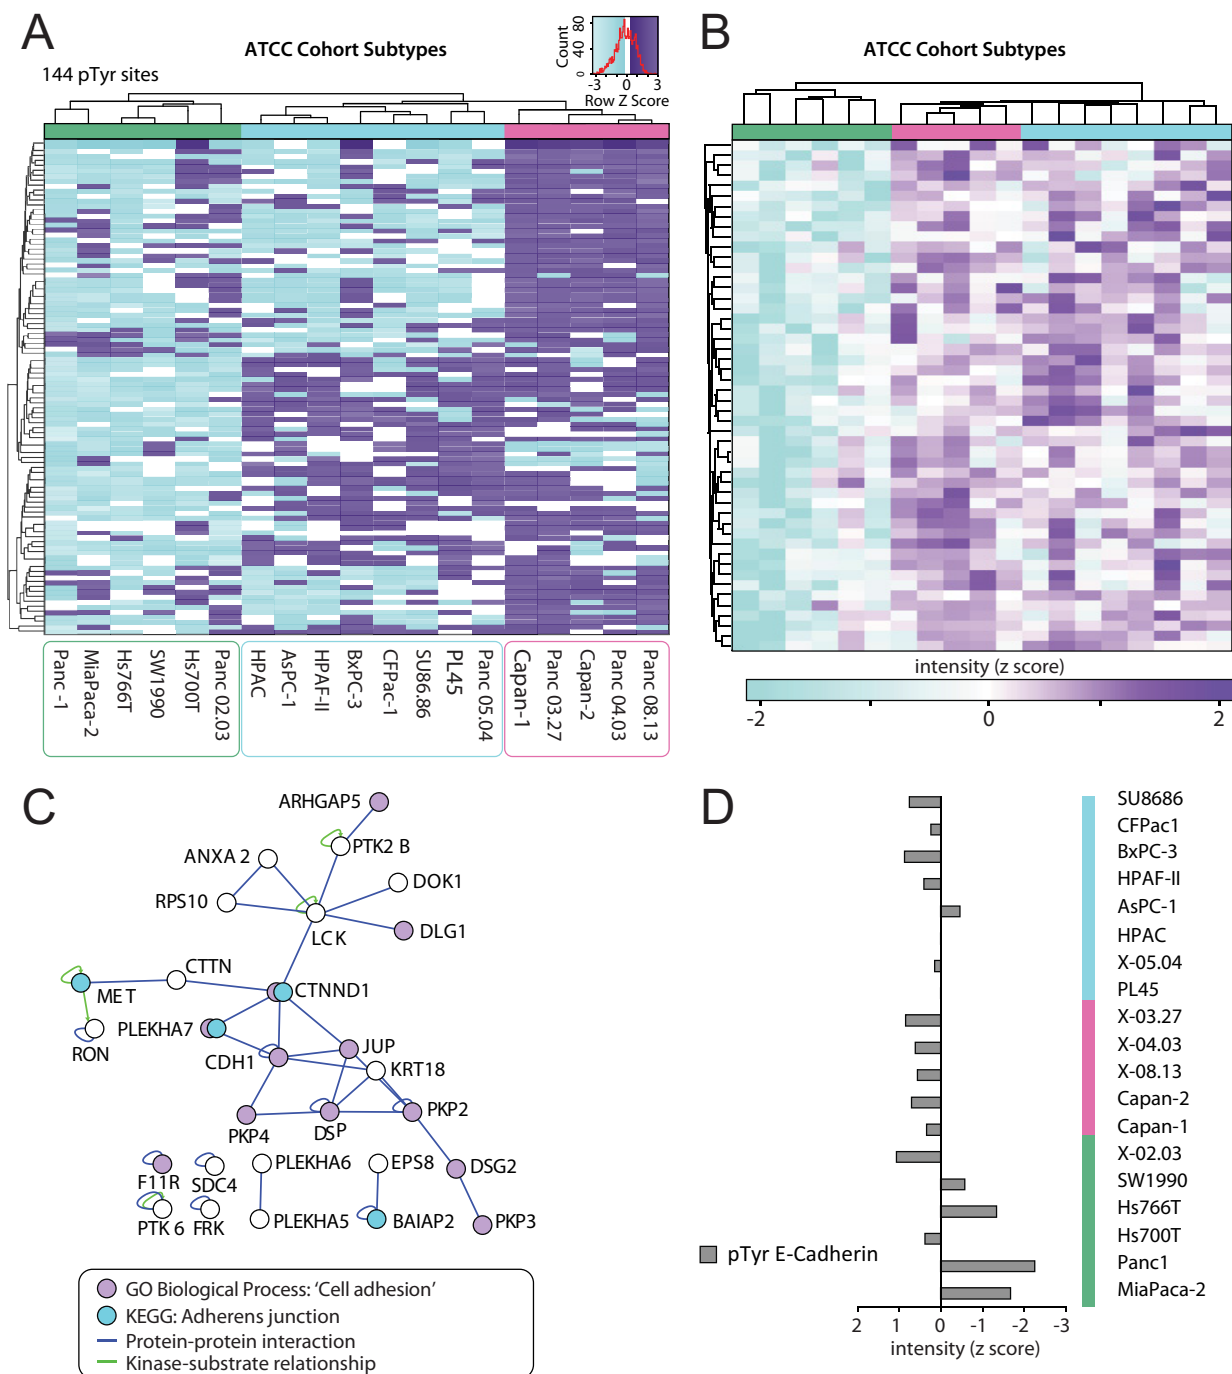 A
ATCC Cohort Subtypes
144 pTyr sites
Count
0 40 80
-3 0 3
Row Z Score
Panc -1
MiaPaca-2
Hs766T
SW1990
Hs700T
Panc 02.03
HPAC
AsPC-1
HPAF-II
BxPC-3
CFPac-1
SU86.86
PL45
Panc 05.04
Capan-1
Panc 03.27
Capan-2
Panc 04.03
Panc 08.13
B
ATCC Cohort Subtypes
intensity (z score)
-2 0 2
C
ARHGAP5
PTK2 B
ANXA 2
DOK1
RPS10
LCK
DLG1
CTTN
MET
CTNND1
PLEKHA7
RON
JUP
CDH1
KRT18
PKP2
PKP4
DSP
PLEKHA6
EPS8
DSG2
F11R
SDC4
PTK 6
FRK
PLEKHA5
BAIAP2
PKP3
GO Biological Process: ‘Cell adhesion’
KEGG: Adherens junction
Protein-protein interaction
Kinase-substrate relationship
D
SU8686
CFPac1
BxPC-3
HPAF-II
AsPC-1
HPAC
X-05.04
PL45
X-03.27
X-04.03
X-08.13
Capan-2
Capan-1
X-02.03
SW1990
Hs766T
Hs700T
Panc1
MiaPaca-2
pTyr E-Cadherin
2 1 0 -1 -2 -3
intensity (z score)